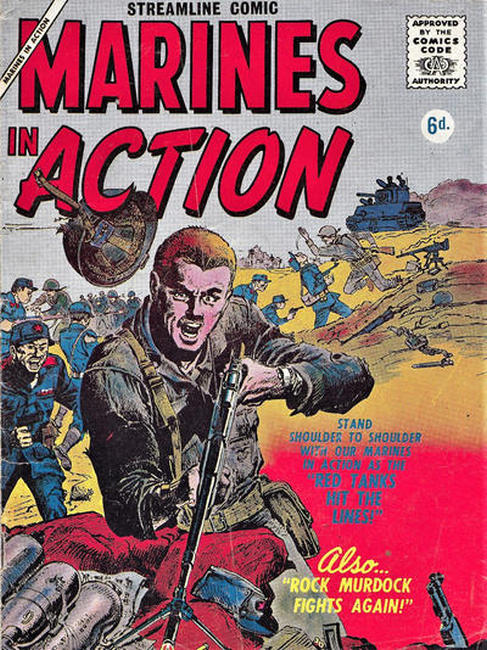 STREAMLINE COMIC
MARINES IN ACTION
MARINES
IN ACTION
APPROVED
BY THE
COMICS
CODE
CA
AUTHORITY
6d.
STAND
SHOULDER TO SHOULDER
WITH OUR MARINES
IN ACTION AS THE
"RED TANKS
HIT THE
LINES!"
Also...
"ROCK MURDOCK
FIGHTS AGAIN!"